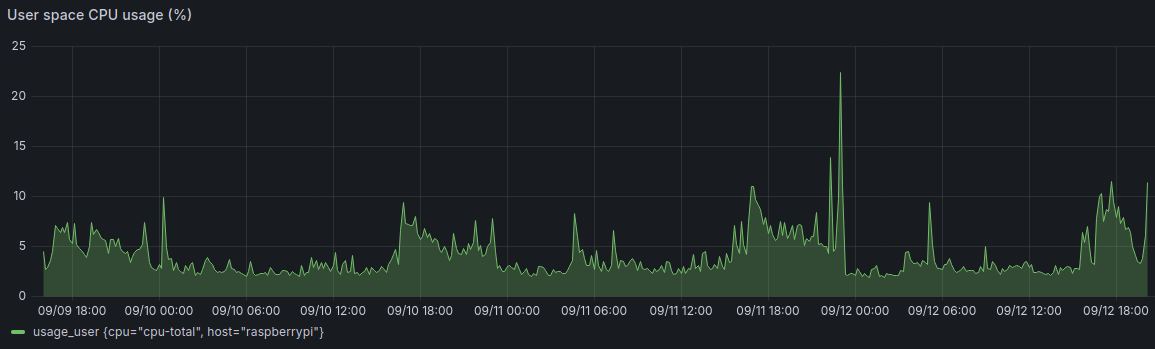 User space CPU usage (%)
25
20
15
10
5
0
09/09 18:00 09/10 00:00 09/10 06:00 09/10 12:00 09/10 18:00 09/11 00:00 09/11 06:00 09/11 12:00 09/11 18:00 09/12 00:00 09/12 06:00 09/12 12:00 09/12 18:00
usage_user {cpu="cpu-total", host="raspberrypi"}